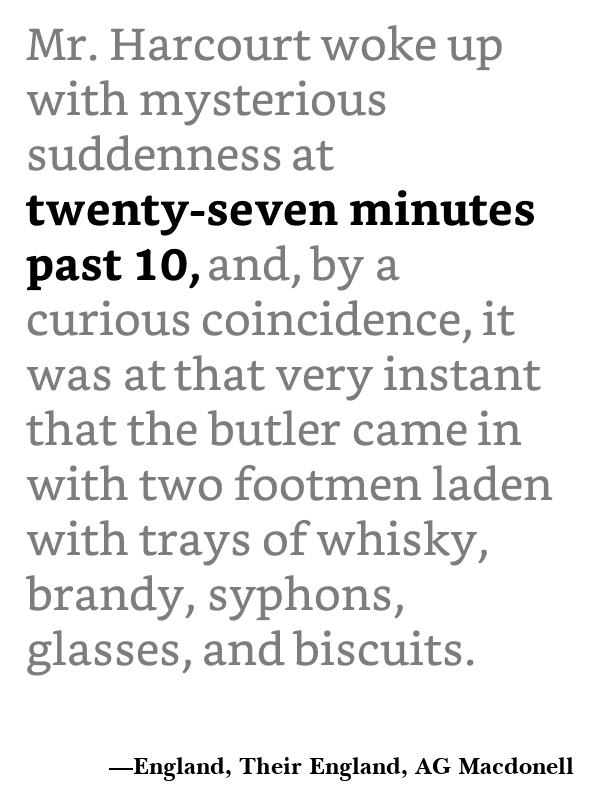 Mr. Harcourt woke up
with mysterious
suddenness at
twenty-seven minutes
past 10, and, by a
curious coincidence, it
was at that very instant
that the butler came in
with two footmen laden
with trays of whisky,
brandy, syphons,
glasses, and biscuits.
—England, Their England, AG Macdonell